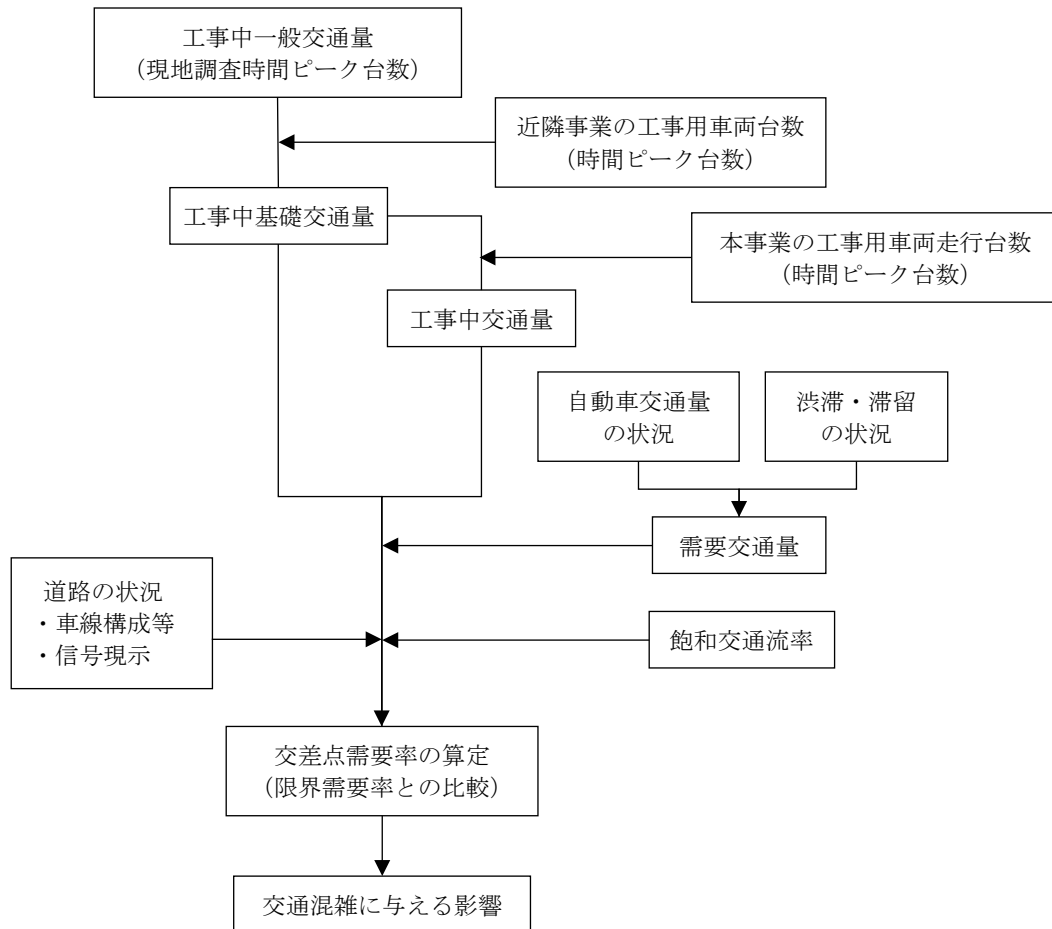 工事中一般交通量
（現地調査時間ピーク台数）
近隣事業の工事用車両台数
（時間ピーク台数）
工事中基礎交通量
本事業の工事用車両走行台数
（時間ピーク台数）
工事中交通量
自動車交通量
の状況
渋滞・滞留
の状況
需要交通量
道路の状況
・車線構成等
・信号現示
飽和交通流率
交差点需要率の算定
（限界需要率との比較）
交通混雑に与える影響